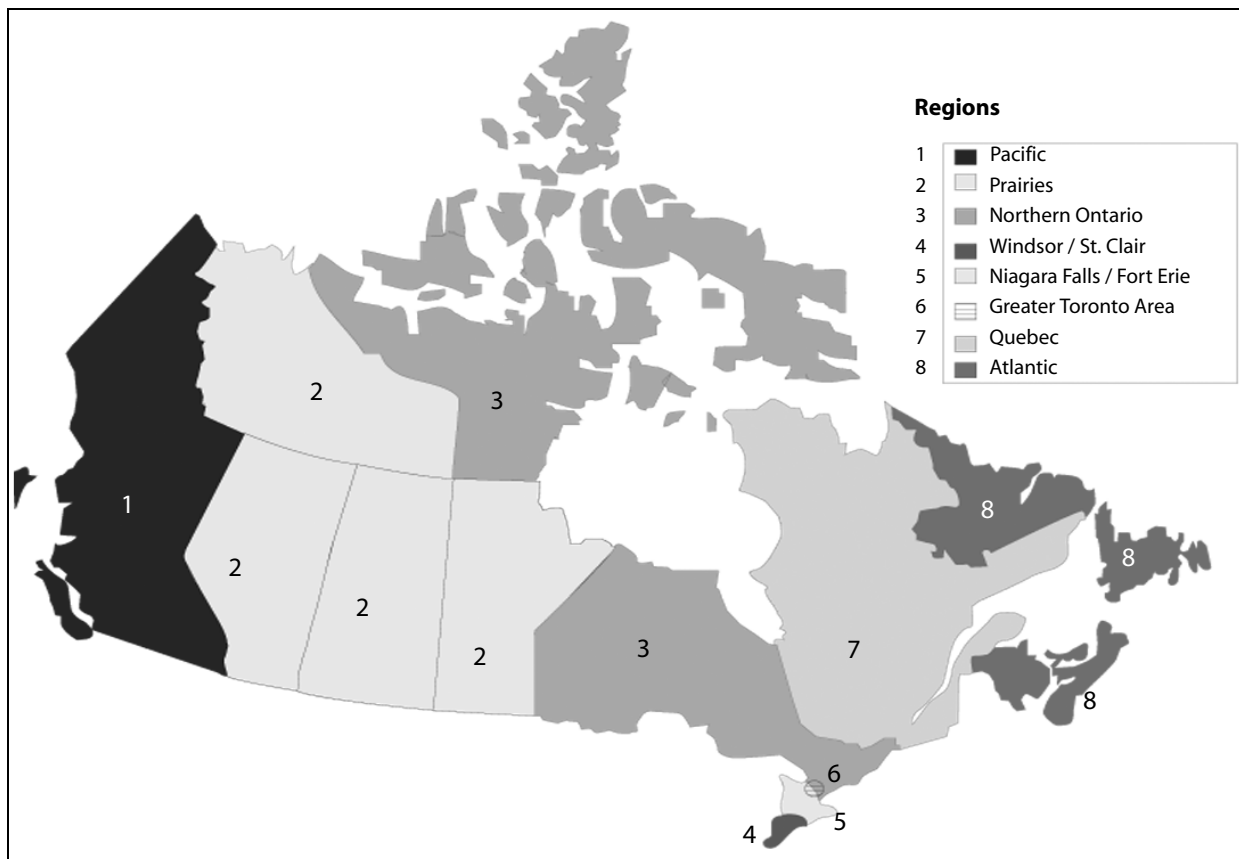 Regions
1 Pacific
2 Prairies
3 Northern Ontario
4 Windsor / St. Clair
5 Niagara Falls / Fort Erie
6 Greater Toronto Area
7 Quebec
8 Atlantic
2
3
1
8
8
2
2
2
3
7
8
6
4
5